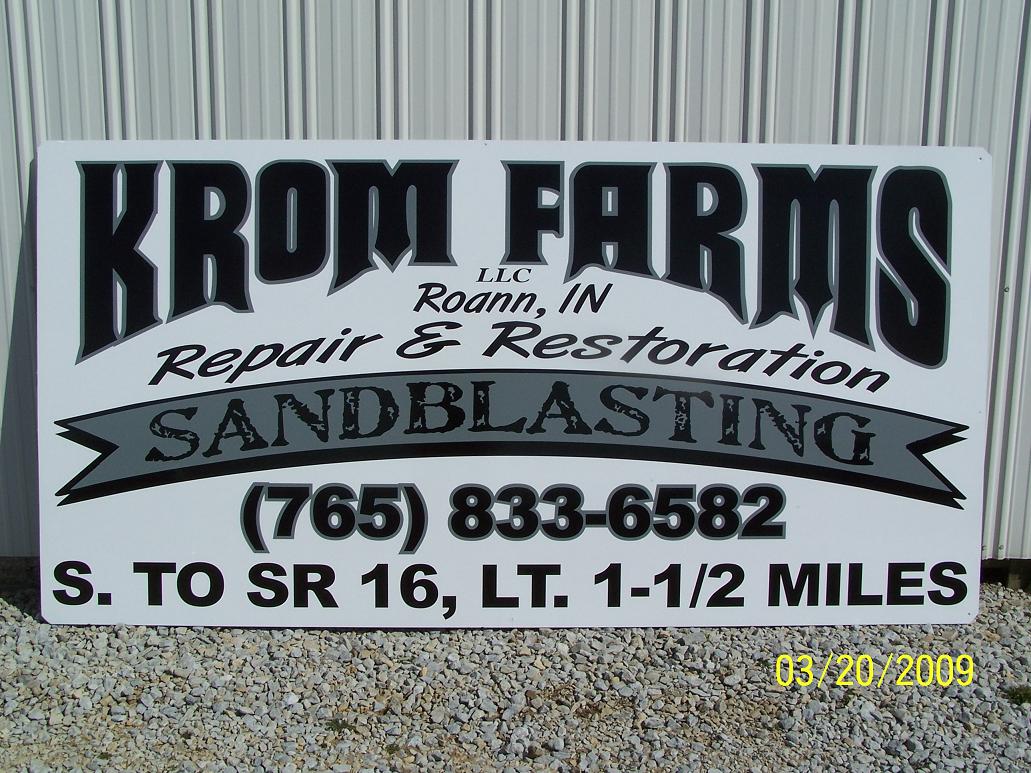 KROM FARMS
LLC
Roann, IN
Repair & Restoration
SANDBLASTING
(765) 833-6582
S. TO SR 16, LT. 1-1/2 MILES
03/20/2009